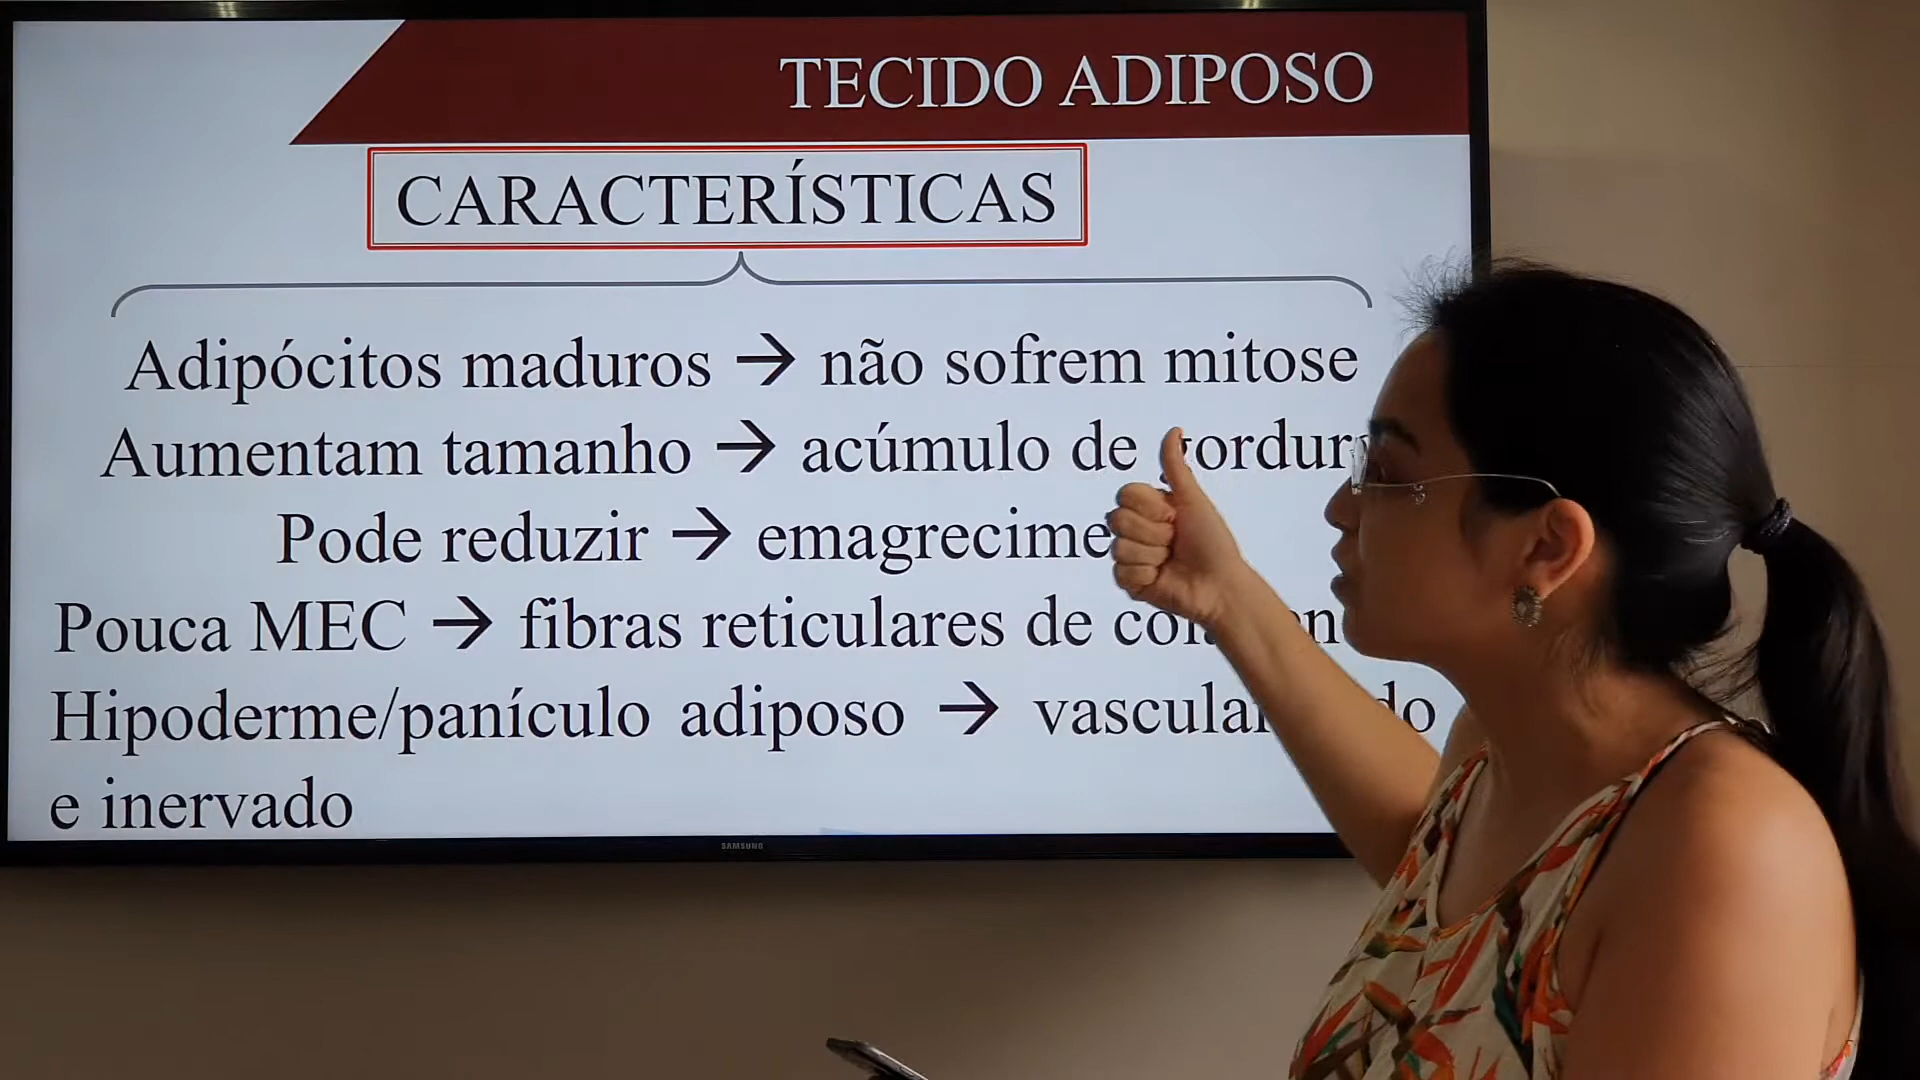 TECIDO ADIPOSO
CARACTERÍSTICAS
Adipócitos maduros → não sofrem mitose
Aumentam tamanho → acúmulo de
Pode reduzir →
Pouca MEC → fibras reticulares de
Hipoderme/panículo adiposo →
e inervado
SAMSUNG